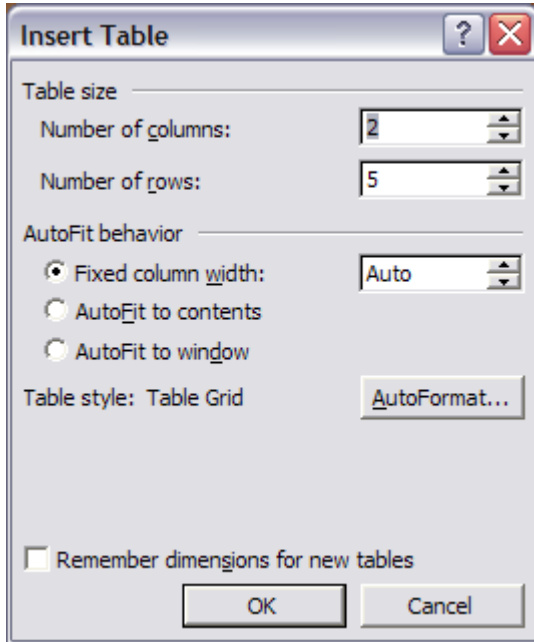 Insert Table ?
Table size
Number of columns: 2
Number of rows: 5
AutoFit behavior
Fixed column width: Auto
AutoFit to contents
AutoFit to window
Table style: Table Grid AutoFormat...
Remember dimensions for new tables
OK Cancel